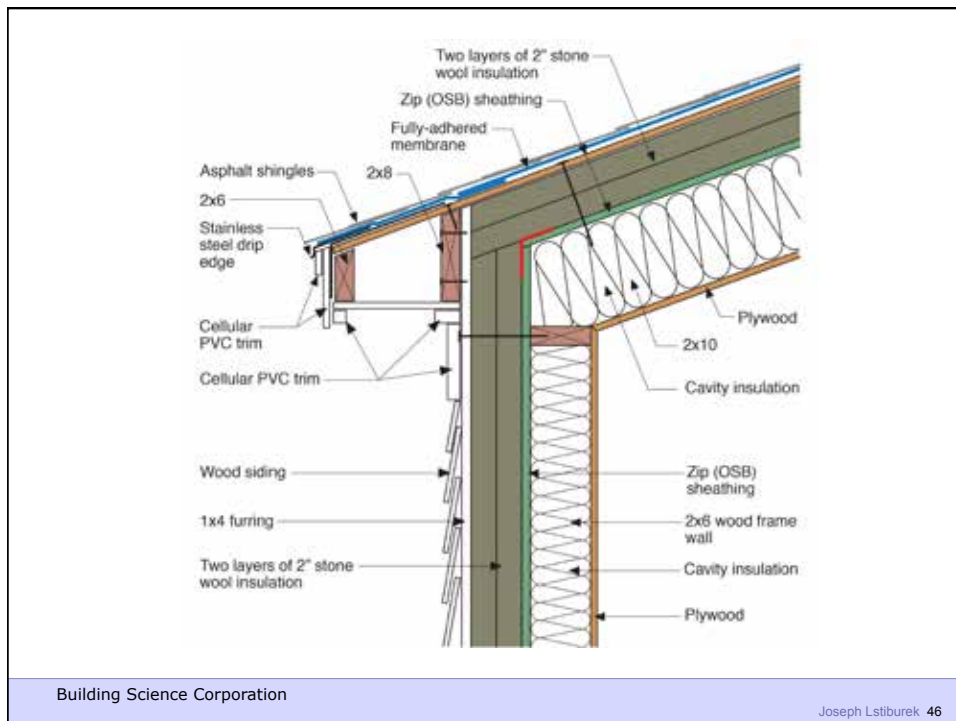 Two layers of 2" stone
wool insulation
Zip (OSB) sheathing
Fully-adhered
membrane
Asphalt shingles
2x8
2x6
Stainless
steel drip
edge
Cellular
PVC trim
Plywood
2x10
Cellular PVC trim
Cavity insulation
Wood siding
Zip (OSB)
sheathing
1x4 furring
2x6 wood frame
wall
Two layers of 2" stone
wool insulation
Cavity insulation
Plywood
Building Science Corporation
Joseph Lstiburek 46